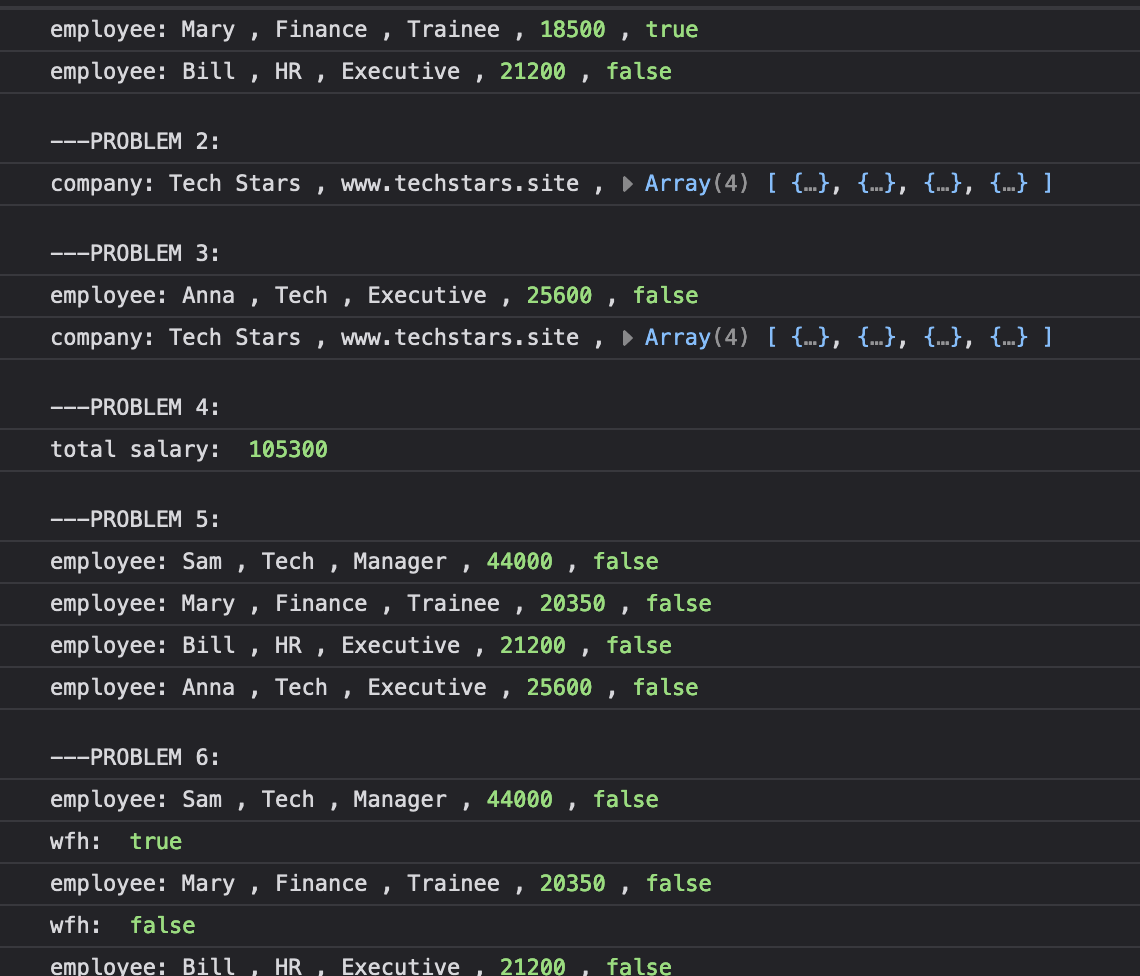 employee: Mary , Finance , Trainee , 18500 , true
employee: Bill , HR , Executive , 21200 , false
---PROBLEM 2:
company: Tech Stars , www.techstars.site , ▶ Array(4) [ {…}, {…}, {…}, {…} ]
---PROBLEM 3:
employee: Anna , Tech , Executive , 25600 , false
company: Tech Stars , www.techstars.site , ▶ Array(4) [ {…}, {…}, {…}, {…} ]
---PROBLEM 4:
total salary: 105300
---PROBLEM 5:
employee: Sam , Tech , Manager , 44000 , false
employee: Mary , Finance , Trainee , 20350 , false
employee: Bill , HR , Executive , 21200 , false
employee: Anna , Tech , Executive , 25600 , false
---PROBLEM 6:
employee: Sam , Tech , Manager , 44000 , false
wfh: true
employee: Mary , Finance , Trainee , 20350 , false
wfh: false
employee: Bill , HR , Executive , 21200 , false